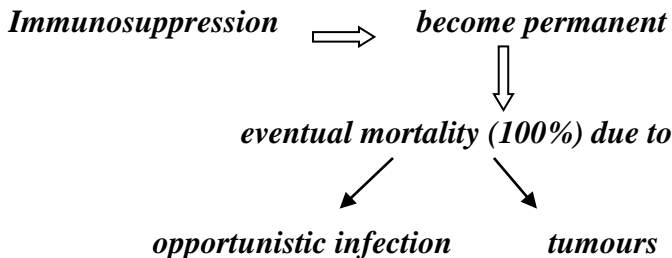 Immunosuppression become permanent
eventual mortality (100%) due to
opportunistic infection tumours